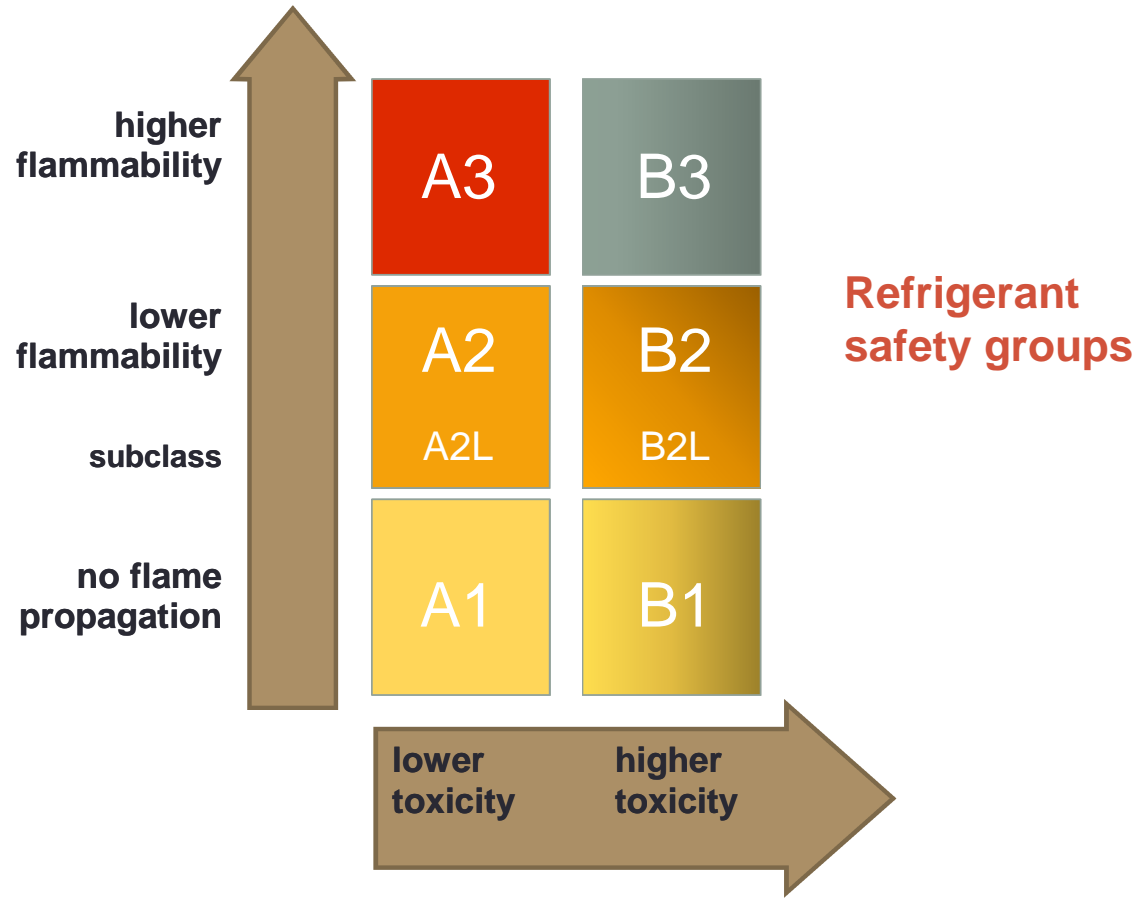 higher
flammability
A3
B3
Refrigerant
safety groups
lower
flammability
A2
B2
subclass
A2L
B2L
no flame
propagation
A1
B1
lower
toxicity
higher
toxicity